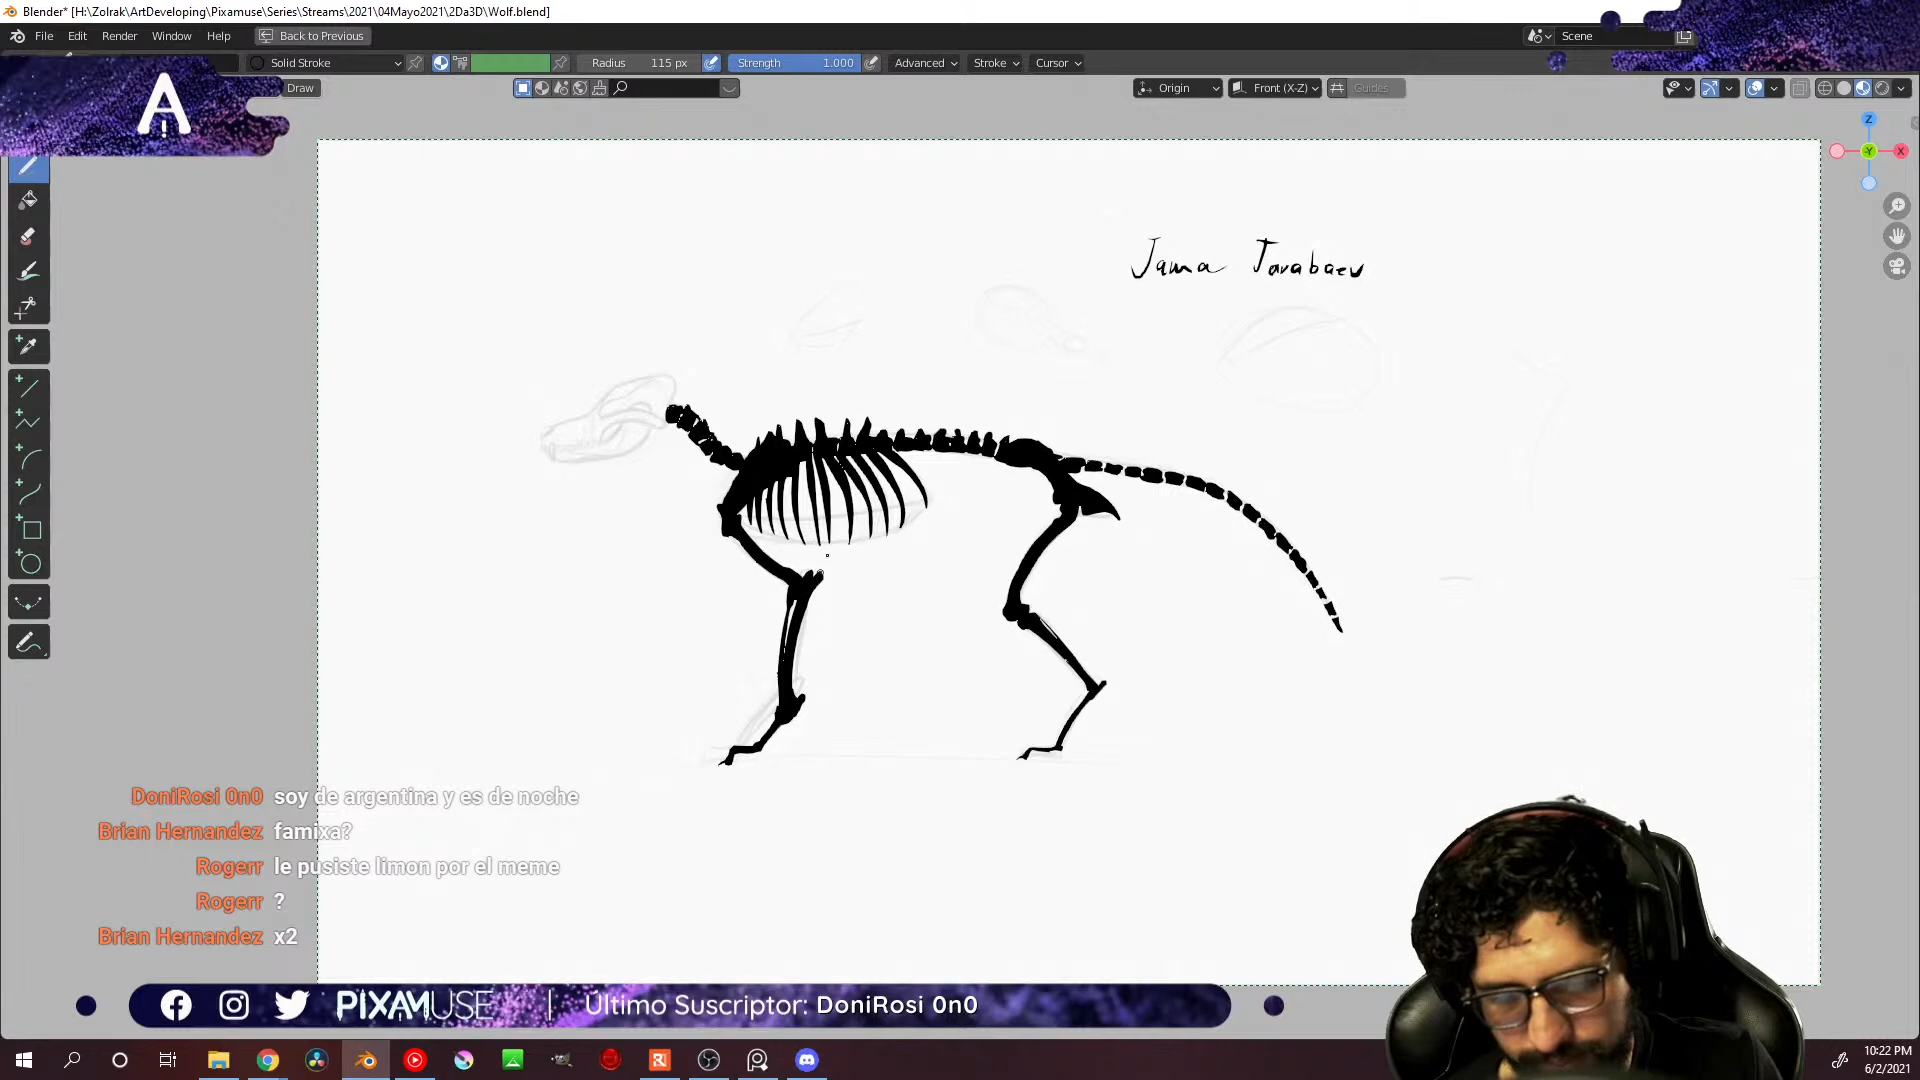 Blender* [H:\Zolrak\ArtDeveloping\Pixamuse\Series\Streams\2021\04Mayo2021\2Da3D\Wolf.blend]
File Edit Render Window Help Back to Previous Scene
Solid Stroke Radius 115 px Strength 1.000 Advanced Stroke Cursor
Draw Origin Front (X-Z) Guides
A
Z
-Y X
Jama Jarabaev
DoniRosi 0n0 soy de argentina y es de noche
Brian Hernandez famixa?
Rogerr le pusiste limon por el meme
Rogerr ?
Brian Hernandez x2
PIXAMUSE | Último Suscriptor: DoniRosi 0n0
10:22 PM
6/2/2021